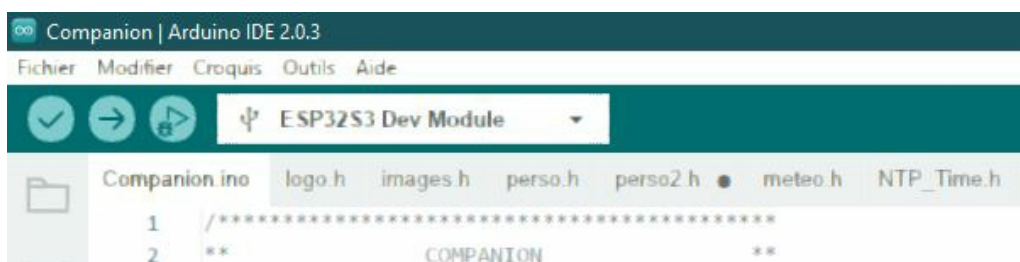 Companion | Arduino IDE 2.0.3
Fichier Modifier Croquis Outils Aide
ESP32S3 Dev Module
Companion.ino logo.h images.h perso.h perso2.h ● meteo.h NTP_Time.h
1 /*******************************************
2 ** COMPANION **